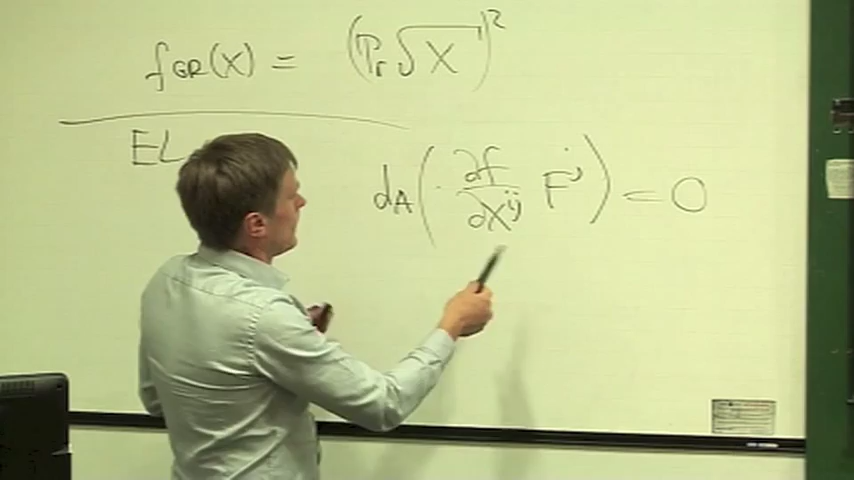 f_GR(X) = (Tr √X)²
EL
d_A( ∂f/∂X^ij F^j ) = 0